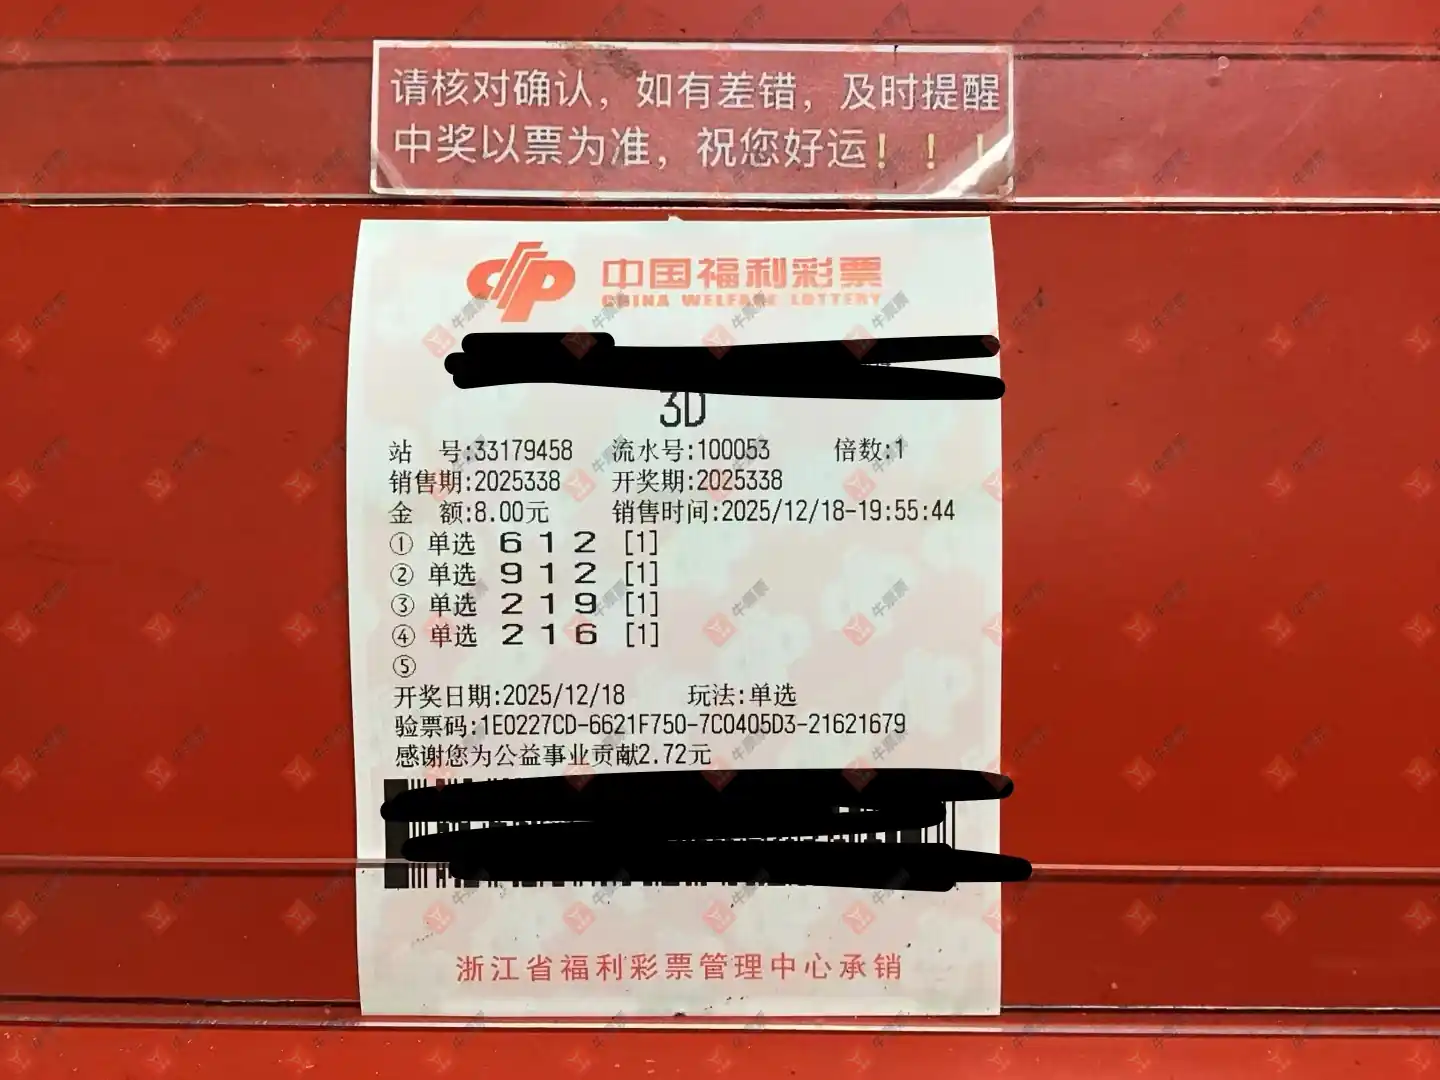 请核对确认，如有差错，及时提醒
中奖以票为准，祝您好运！！！
中国福利彩票
CHINA WELFARE LOTTERY
3D
站 号:33179458 流水号:100053 倍数:1
销售期:2025338 开奖期:2025338
金 额:8.00元 销售时间:2025/12/18-19:55:44
① 单选 6 1 2 [1]
② 单选 9 1 2 [1]
③ 单选 2 1 9 [1]
④ 单选 2 1 6 [1]
⑤
开奖日期:2025/12/18 玩法:单选
验票码:1E0227CD-6621F750-7C0405D3-21621679
感谢您为公益事业贡献2.72元
浙江省福利彩票管理中心承销
牛票票